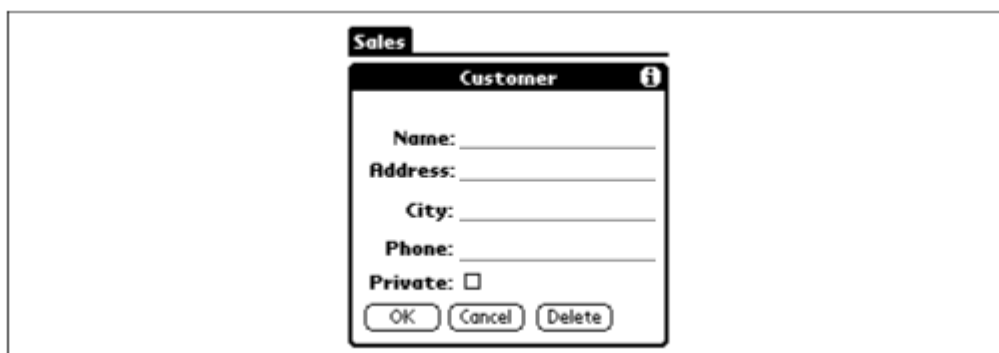 Sales
Customer i
Name:
Address:
City:
Phone:
Private:
OK Cancel Delete